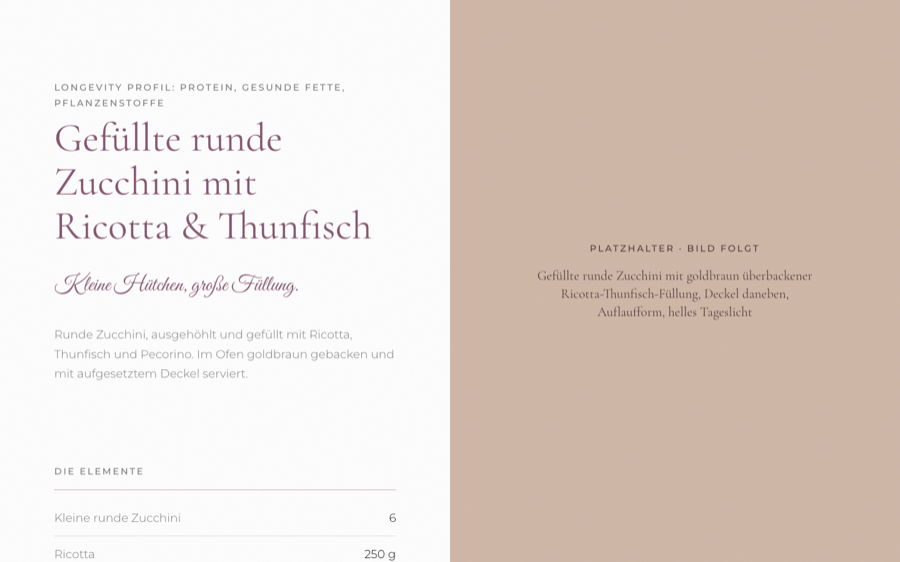 LONGEVITY PROFIL: PROTEIN, GESUNDE FETTE,
PFLANZENSTOFFE
Gefüllte runde
Zucchini mit
Ricotta & Thunfisch
Kleine Hütchen, große Füllung.
Runde Zucchini, ausgehöhlt und gefüllt mit Ricotta,
Thunfisch und Pecorino. Im Ofen goldbraun gebacken und
mit aufgesetztem Deckel serviert.
DIE ELEMENTE
Kleine runde Zucchini 6
Ricotta 250 g
PLATZHALTER · BILD FOLGT
Gefüllte runde Zucchini mit goldbraun überbackener
Ricotta-Thunfisch-Füllung, Deckel daneben,
Auflaufform, helles Tageslicht